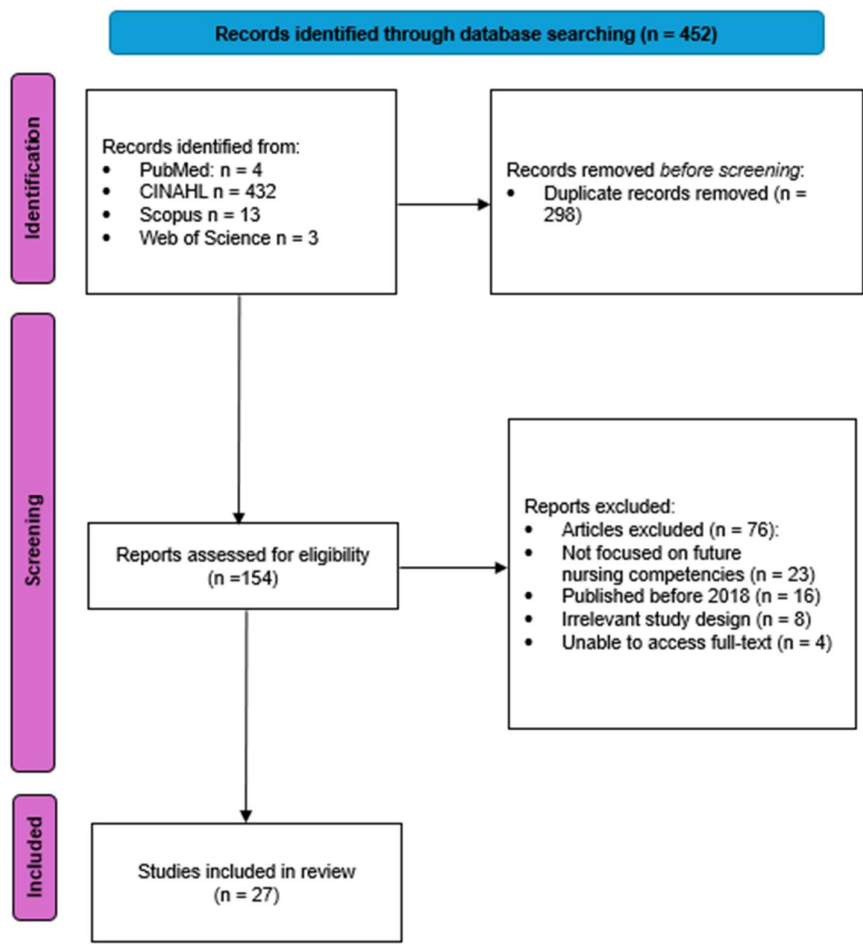 Records identified through database searching (n = 452)
Identification
Records identified from:
• PubMed: n = 4
• CINAHL n = 432
• Scopus n = 13
• Web of Science n = 3
Records removed before screening:
• Duplicate records removed (n =
298)
Screening
Reports assessed for eligibility
(n =154)
Reports excluded:
• Articles excluded (n = 76):
• Not focused on future
nursing competencies (n = 23)
• Published before 2018 (n = 16)
• Irrelevant study design (n = 8)
• Unable to access full-text (n = 4)
Included
Studies included in review
(n = 27)